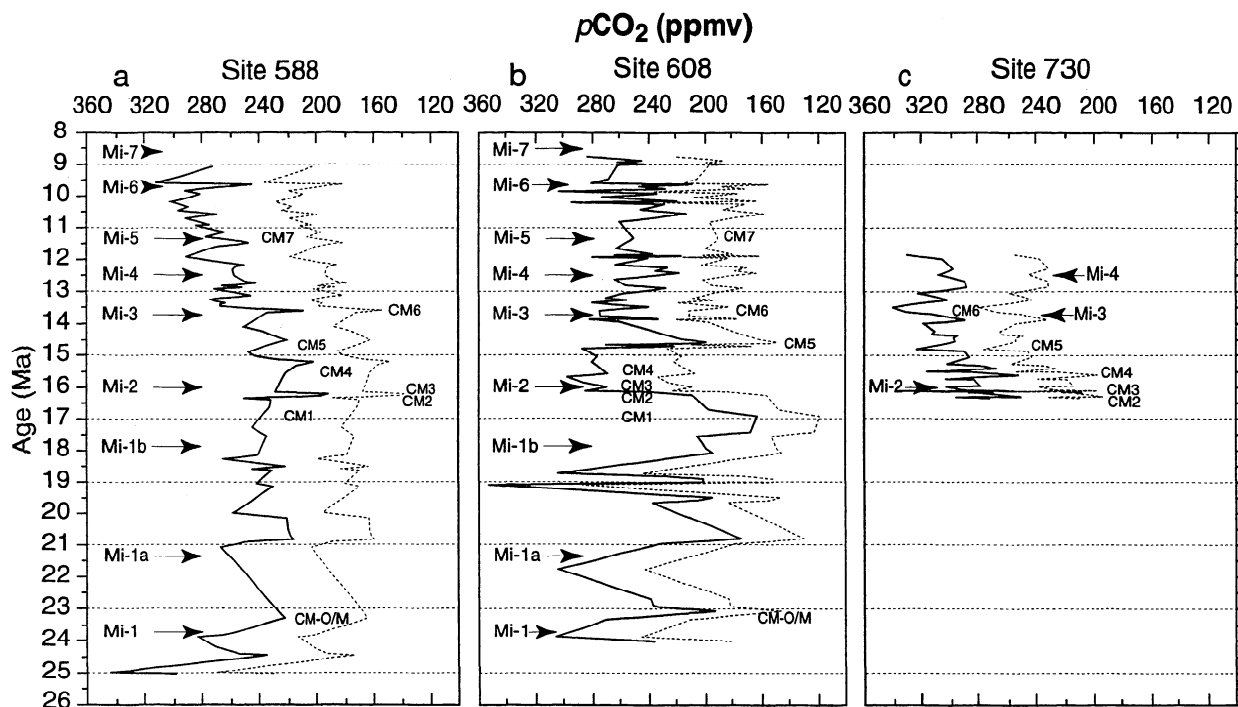 pCO2 (ppmv)
a Site 588
b Site 608
c Site 730
360 320 280 240 200 160 120
360 320 280 240 200 160 120
360 320 280 240 200 160 120
Age (Ma)
8
9
10
11
12
13
14
15
16
17
18
19
20
21
22
23
24
25
26
Mi-7
Mi-6
Mi-5
CM7
Mi-4
Mi-3
CM6
CM5
CM4
Mi-2
CM3
CM2
CM1
Mi-1b
Mi-1a
CM-O/M
Mi-1
Mi-7
Mi-6
Mi-5
CM7
Mi-4
Mi-3
CM6
CM5
CM4
Mi-2
CM3
CM2
CM1
Mi-1b
Mi-1a
CM-O/M
Mi-1
Mi-4
CM6
Mi-3
CM5
CM4
Mi-2
CM3
CM2